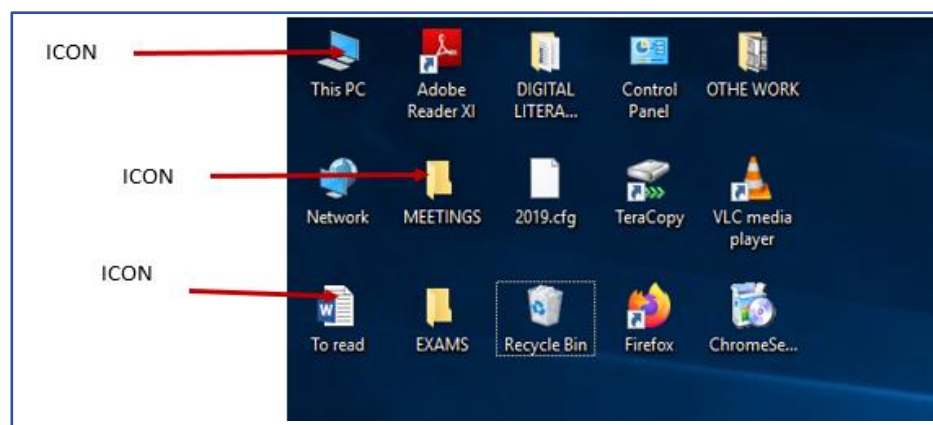 ICON
This PC
Adobe
Reader XI
DIGITAL
LITERA...
Control
Panel
OTHE WORK
ICON
Network
MEETINGS
2019.cfg
TeraCopy
VLC media
player
ICON
W
To read
EXAMS
Recycle Bin
Firefox
ChromeSe...